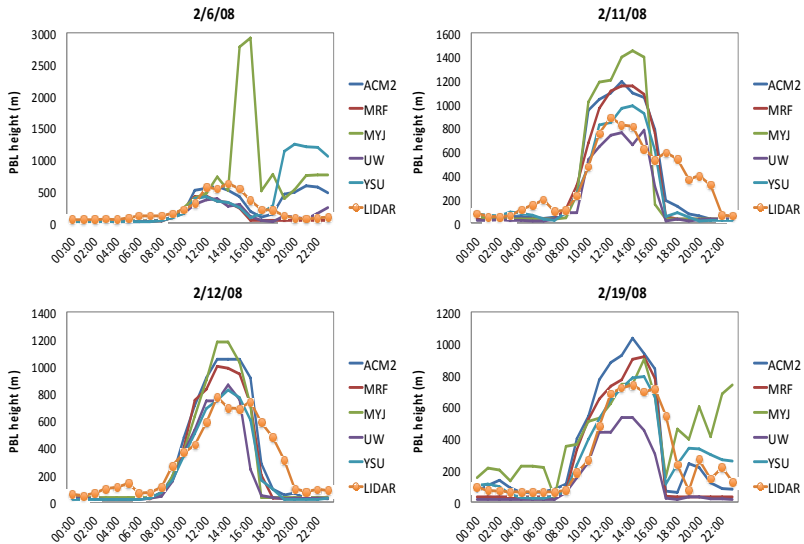 2/6/08
PBL height (m)
3000
2500
2000
1500
1000
500
0
00:00
02:00
04:00
06:00
08:00
10:00
12:00
14:00
16:00
18:00
20:00
22:00
ACM2
MRF
MYJ
UW
YSU
LIDAR
2/11/08
PBL height (m)
1600
1400
1200
1000
800
600
400
200
0
00:00
02:00
04:00
06:00
08:00
10:00
12:00
14:00
16:00
18:00
20:00
22:00
ACM2
MRF
MYJ
UW
YSU
LIDAR
2/12/08
PBL height (m)
1400
1200
1000
800
600
400
200
0
00:00
02:00
04:00
06:00
08:00
10:00
12:00
14:00
16:00
18:00
20:00
22:00
ACM2
MRF
MYJ
UW
YSU
LIDAR
2/19/08
PBL height (m)
1200
1000
800
600
400
200
0
00:00
02:00
04:00
06:00
08:00
10:00
12:00
14:00
16:00
18:00
20:00
22:00
ACM2
MRF
MYJ
UW
YSU
LIDAR